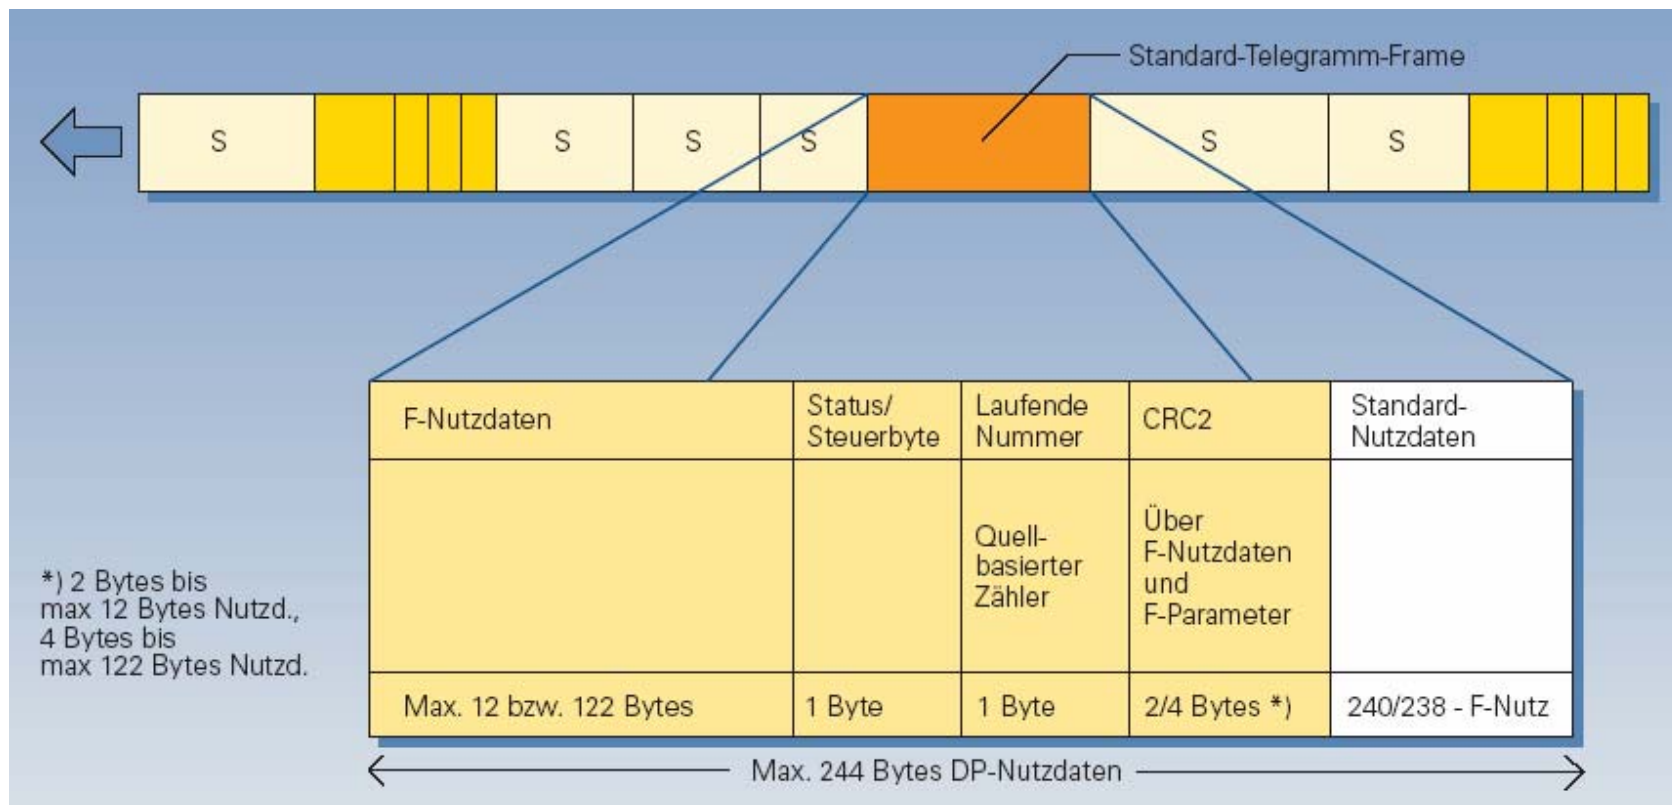 Standard-Telegramm-Frame
S
S
S
S
S
S
F-Nutzdaten
Status/
Steuerbyte
Laufende
Nummer
CRC2
Standard-
Nutzdaten
Quell-
basierter
Zähler
Über
F-Nutzdaten
und
F-Parameter
*) 2 Bytes bis
max 12 Bytes Nutzd.,
4 Bytes bis
max 122 Bytes Nutzd.
Max. 12 bzw. 122 Bytes
1 Byte
1 Byte
2/4 Bytes *)
240/238 - F-Nutz
Max. 244 Bytes DP-Nutzdaten